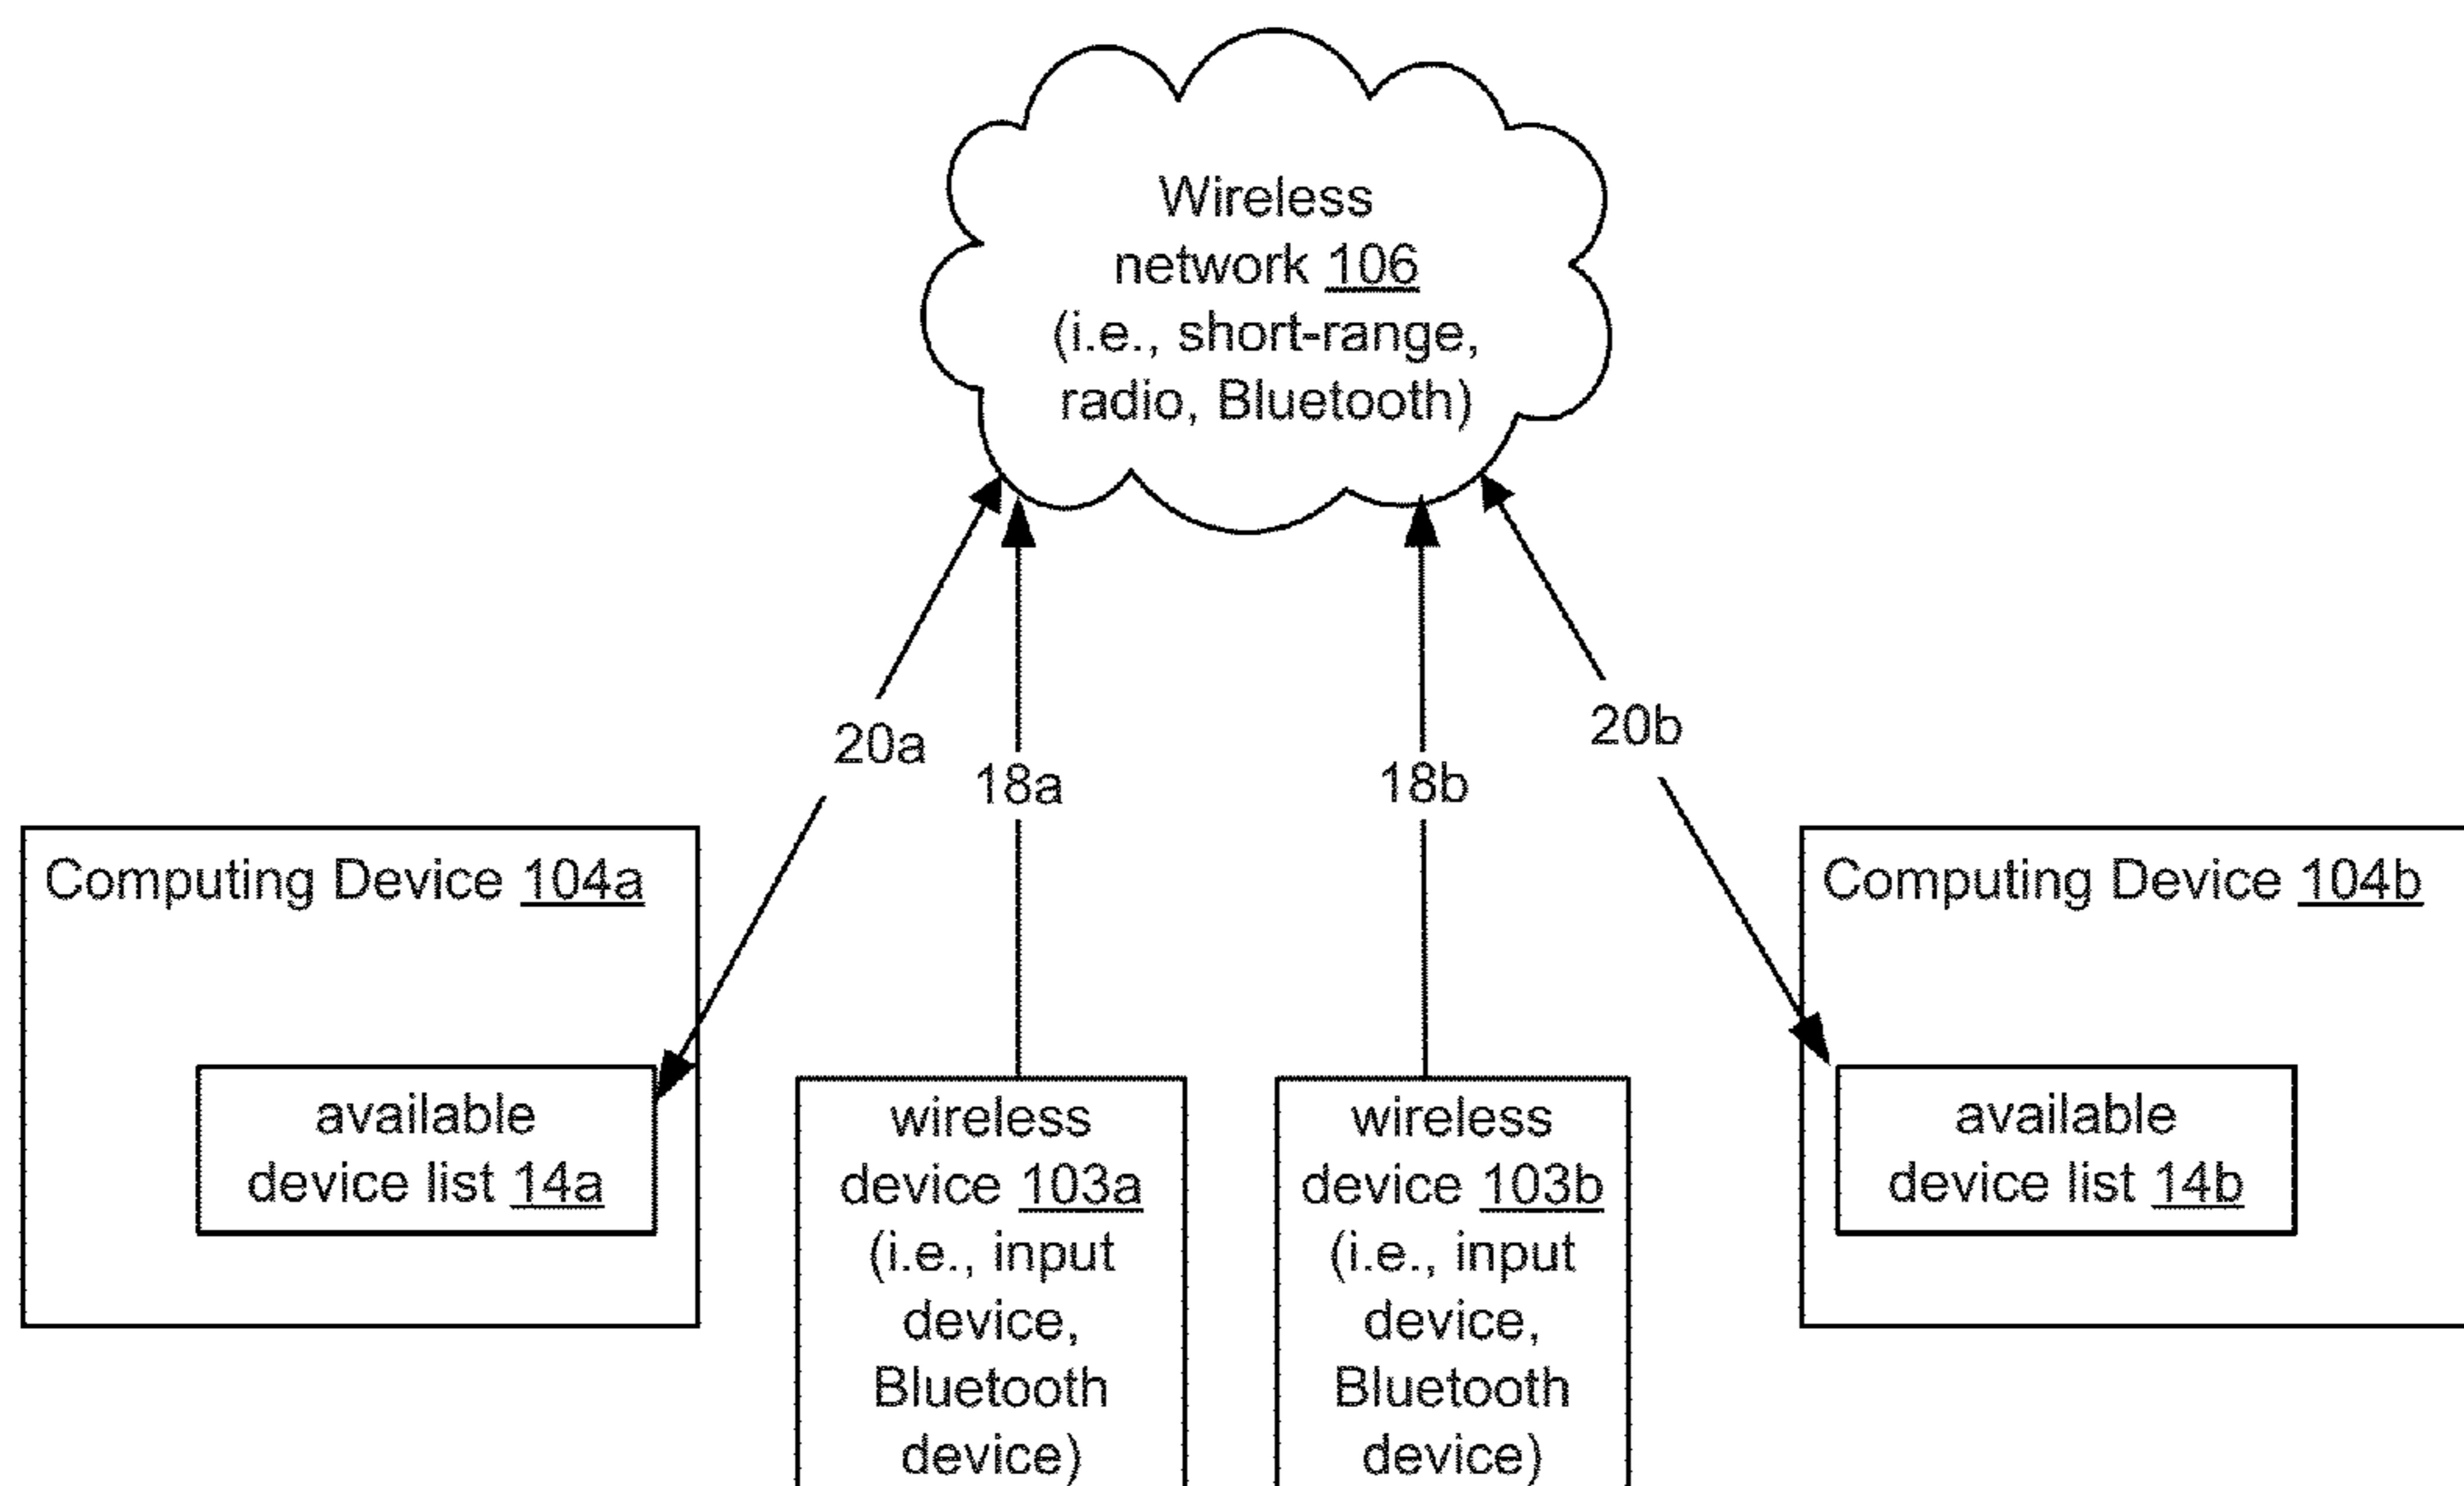 Wireless
network 106
(i.e., short-range,
radio, Bluetooth)
20a
18a
18b
20b
Computing Device 104a
available
device list 14a
wireless
device 103a
(i.e., input
device,
Bluetooth
device)
wireless
device 103b
(i.e., input
device,
Bluetooth
device)
Computing Device 104b
available
device list 14b